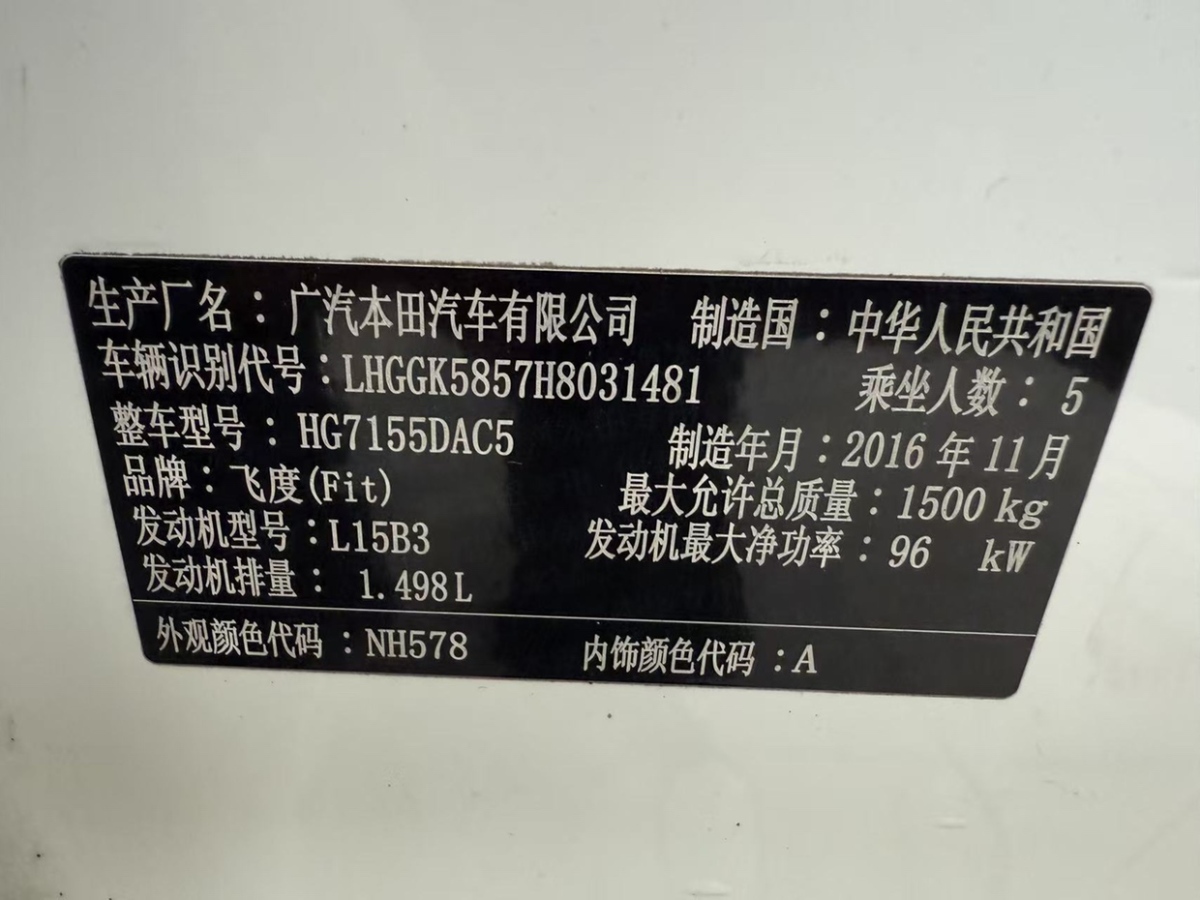 生产厂名：广汽本田汽车有限公司 制造国：中华人民共和国
车辆识别代号：LHGGK5857H8031481 乘坐人数：5
整车型号：HG7155DAC5 制造年月：2016 年 11 月
品牌：飞度(Fit) 最大允许总质量：1500 kg
发动机型号：L15B3 发动机最大净功率：96 kW
发动机排量：1.498L
外观颜色代码：NH578 内饰颜色代码：A